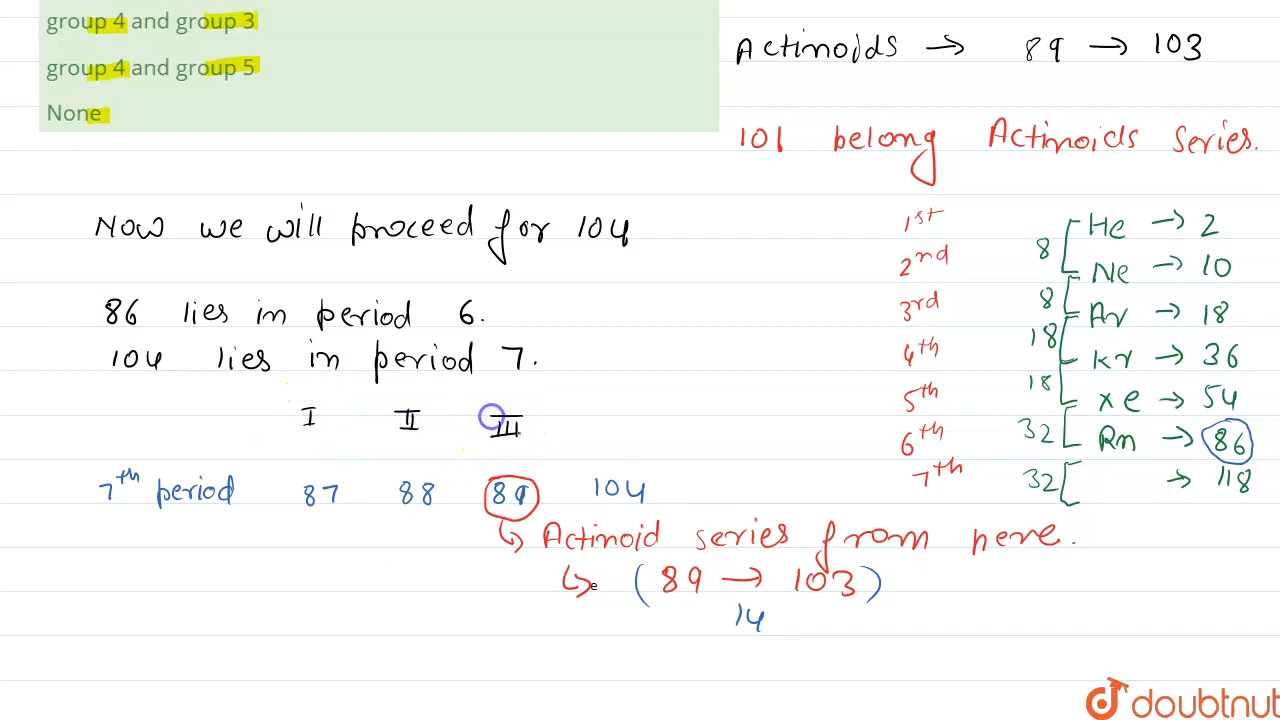 group 4 and group 3
group 4 and group 5
None
Actinoids → 89 → 103
101 belong Actinoids series.
Now we will proceed for 104
86 lies in period 6.
104 lies in period 7.
1st
2nd
3rd
4th
5th
6th
7th
8
8
18
18
32
32
He → 2
Ne → 10
Ar → 18
Kr → 36
Xe → 54
Rn → 86
→ 118
I II III
7th period 87 88 89 104
↳ Actinoid series from here.
↳ e (89 → 103)
14
doubtnut